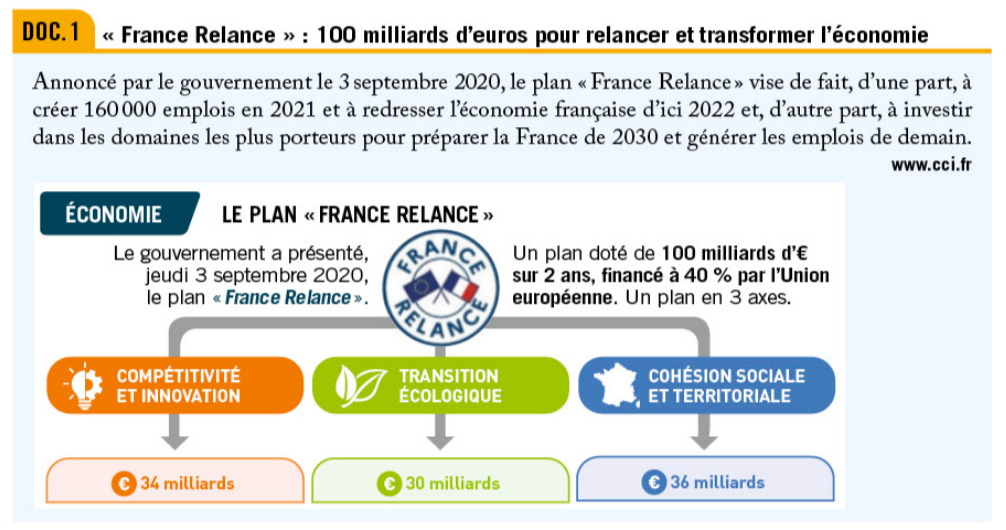 DOC. 1 « France Relance » : 100 milliards d’euros pour relancer et transformer l’économie
Annoncé par le gouvernement le 3 septembre 2020, le plan « France Relance » vise de fait, d’une part, à
créer 160 000 emplois en 2021 et à redresser l’économie française d’ici 2022 et, d’autre part, à investir
dans les domaines les plus porteurs pour préparer la France de 2030 et générer les emplois de demain.
www.cci.fr
ÉCONOMIE LE PLAN « FRANCE RELANCE »
Le gouvernement a présenté,
jeudi 3 septembre 2020,
le plan « France Relance ».
FRANCE
RELANCE
Un plan doté de 100 milliards d’€
sur 2 ans, financé à 40 % par l’Union
européenne. Un plan en 3 axes.
COMPÉTITIVITÉ
ET INNOVATION
TRANSITION
ÉCOLOGIQUE
COHÉSION SOCIALE
ET TERRITORIALE
€ 34 milliards
€ 30 milliards
€ 36 milliards